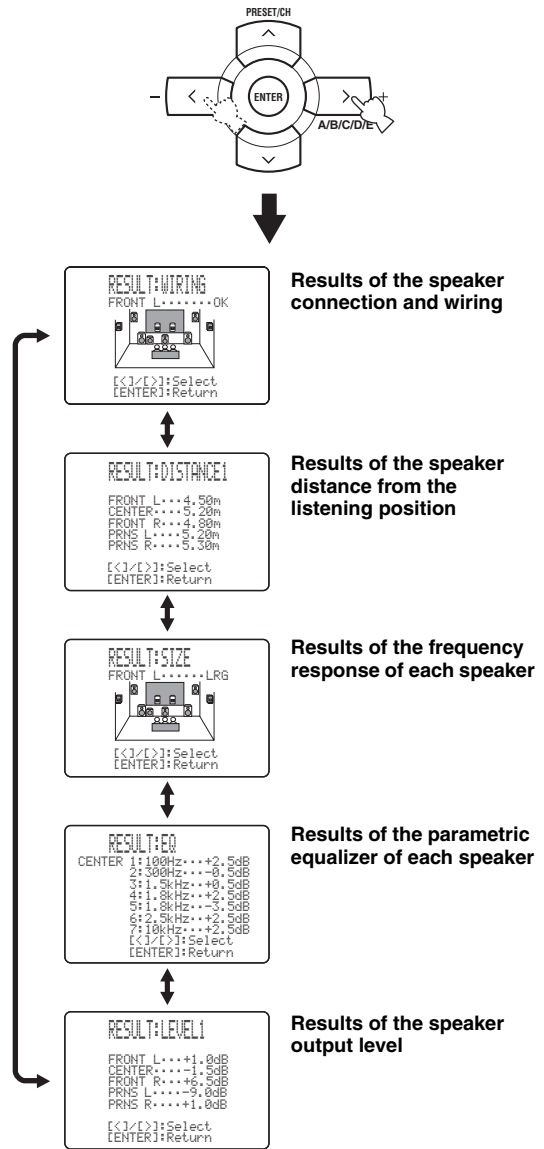 PRESET/CH
–
<
ENTER
>
+
A/B/C/D/E
RESULT:WIRING
FRONT L·······OK
[<]/[>]:Select
[ENTER]:Return
Results of the speaker
connection and wiring
RESULT:DISTANCE1
FRONT L···4.50m
CENTER····5.20m
FRONT R···4.80m
PRNS L····5.20m
PRNS R····5.30m
[<]/[>]:Select
[ENTER]:Return
Results of the speaker
distance from the
listening position
RESULT:SIZE
FRONT L······LRG
[<]/[>]:Select
[ENTER]:Return
Results of the frequency
response of each speaker
RESULT:EQ
CENTER 1:100Hz···+2.5dB
2:300Hz···-0.5dB
3:1.5kHz··+0.5dB
4:1.8kHz··+2.5dB
5:1.8kHz··-3.5dB
6:2.5kHz··+2.5dB
7:10kHz···+2.5dB
[<]/[>]:Select
[ENTER]:Return
Results of the parametric
equalizer of each speaker
RESULT:LEVEL1
FRONT L···+1.0dB
CENTER····-1.5dB
FRONT R···+6.5dB
PRNS L····-9.0dB
PRNS R····+1.0dB
[<]/[>]:Select
[ENTER]:Return
Results of the speaker
output level